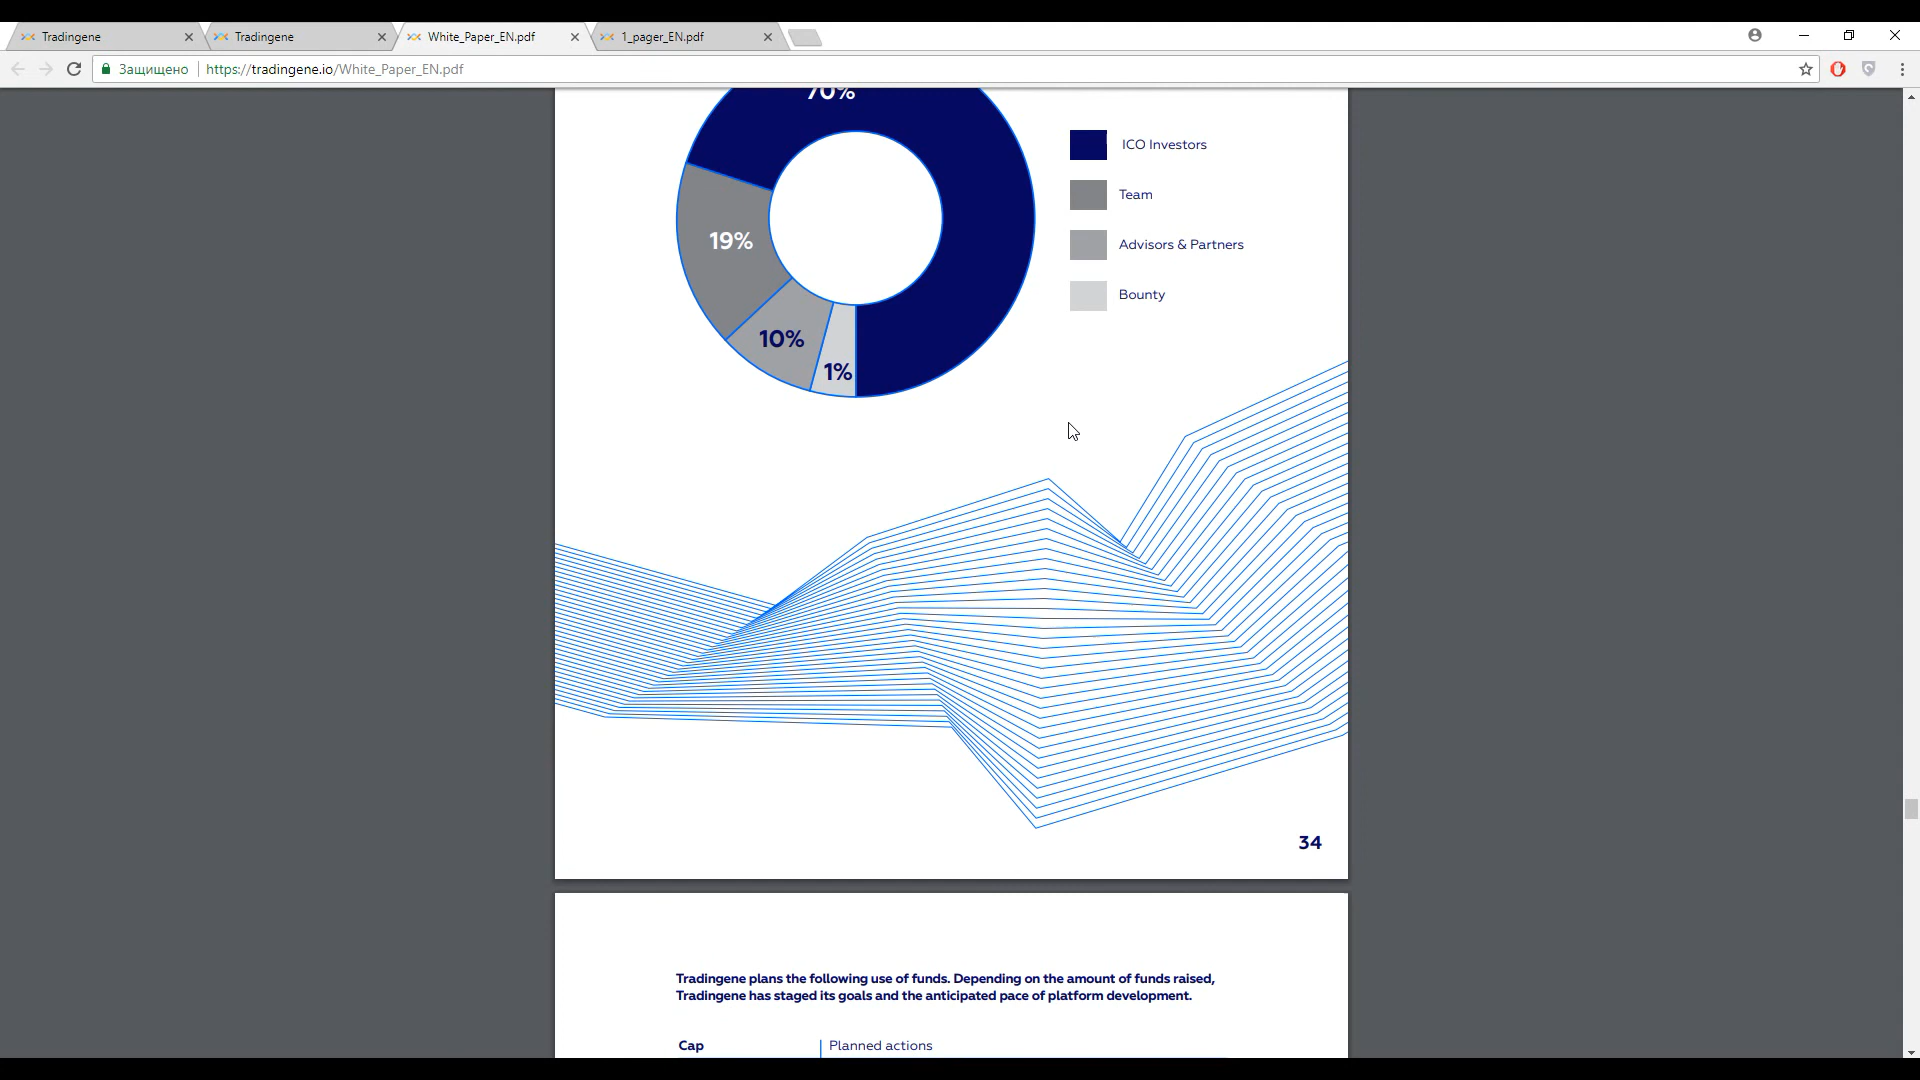 Tradingene
Tradingene
White_Paper_EN.pdf
1_pager_EN.pdf
Защищено
https://tradingene.io/White_Paper_EN.pdf
70%
ICO Investors
Team
19%
Advisors & Partners
Bounty
10%
1%
34
Tradingene plans the following use of funds. Depending on the amount of funds raised,
Tradingene has staged its goals and the anticipated pace of platform development.
Cap
Planned actions